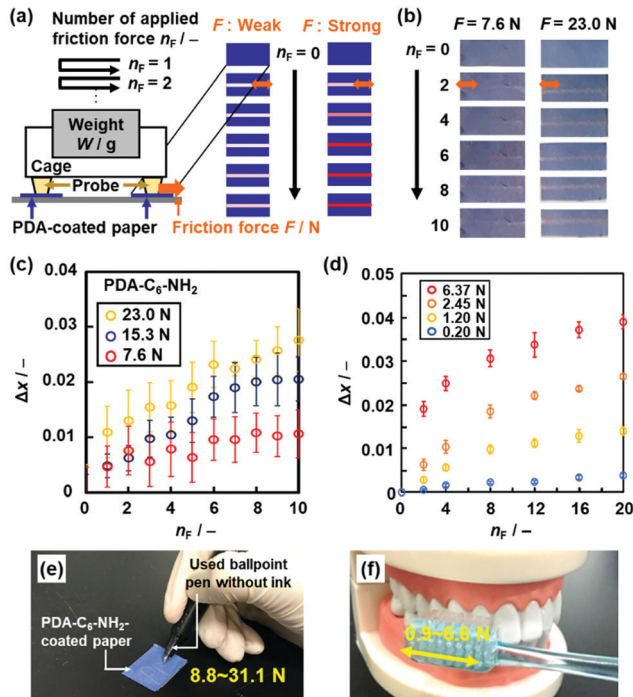 (a)
Number of applied
friction force nF / –
nF = 1
nF = 2
Weight
W / g
Cage
Probe
PDA-coated paper
Friction force F / N
F : Weak
F : Strong
nF = 0
(b)
F = 7.6 N
F = 23.0 N
nF = 0
2
4
6
8
10
(c)
PDA-C6-NH2
23.0 N
15.3 N
7.6 N
0.04
0.03
0.02
0.01
0
Δx / –
0 2 4 6 8 10
nF / –
(d)
6.37 N
2.45 N
1.20 N
0.20 N
0.05
0.04
0.03
0.02
0.01
0
Δx / –
0 4 8 12 16 20
nF / –
(e)
Used ballpoint
pen without ink
PDA-C6-NH2-
coated paper
8.8~31.1 N
(f)
0.9~6.6 N